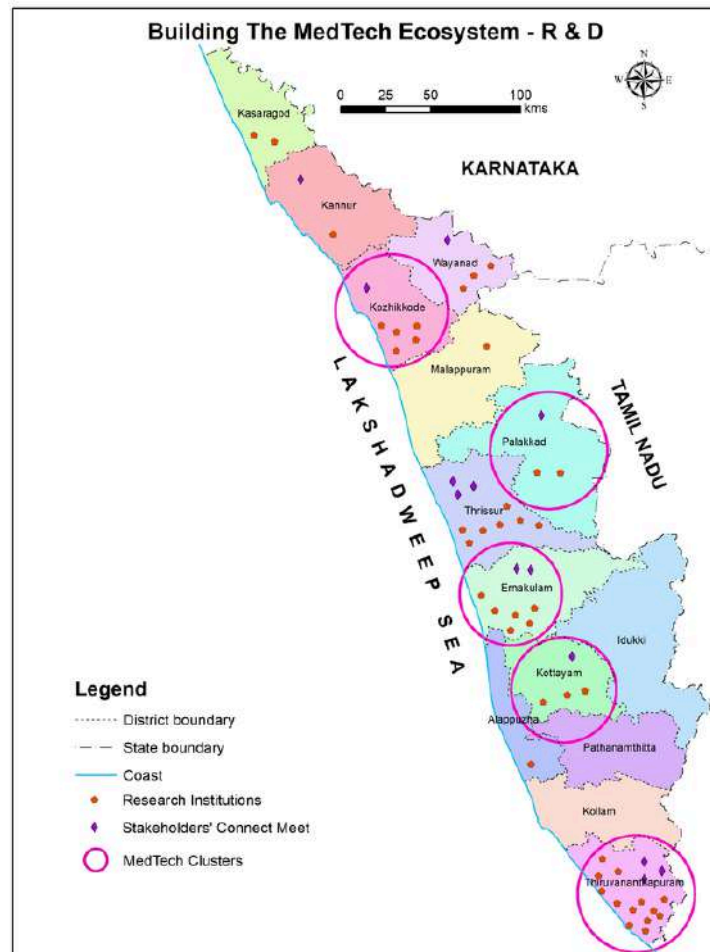 Building The MedTech Ecosystem - R & D
N
W
E
S
0 25 50 100
kms
Kasaragod
KARNATAKA
Kannur
Wayanad
Kozhikkode
Malappuram
LAKSHADWEEP SEA
TAMIL NADU
Palakkad
Thrissur
Ernakulam
Idukki
Kottayam
Alappuzha
Pathanamthitta
Kollam
Thiruvananthapuram
Legend
District boundary
State boundary
Coast
Research Institutions
Stakeholders' Connect Meet
MedTech Clusters